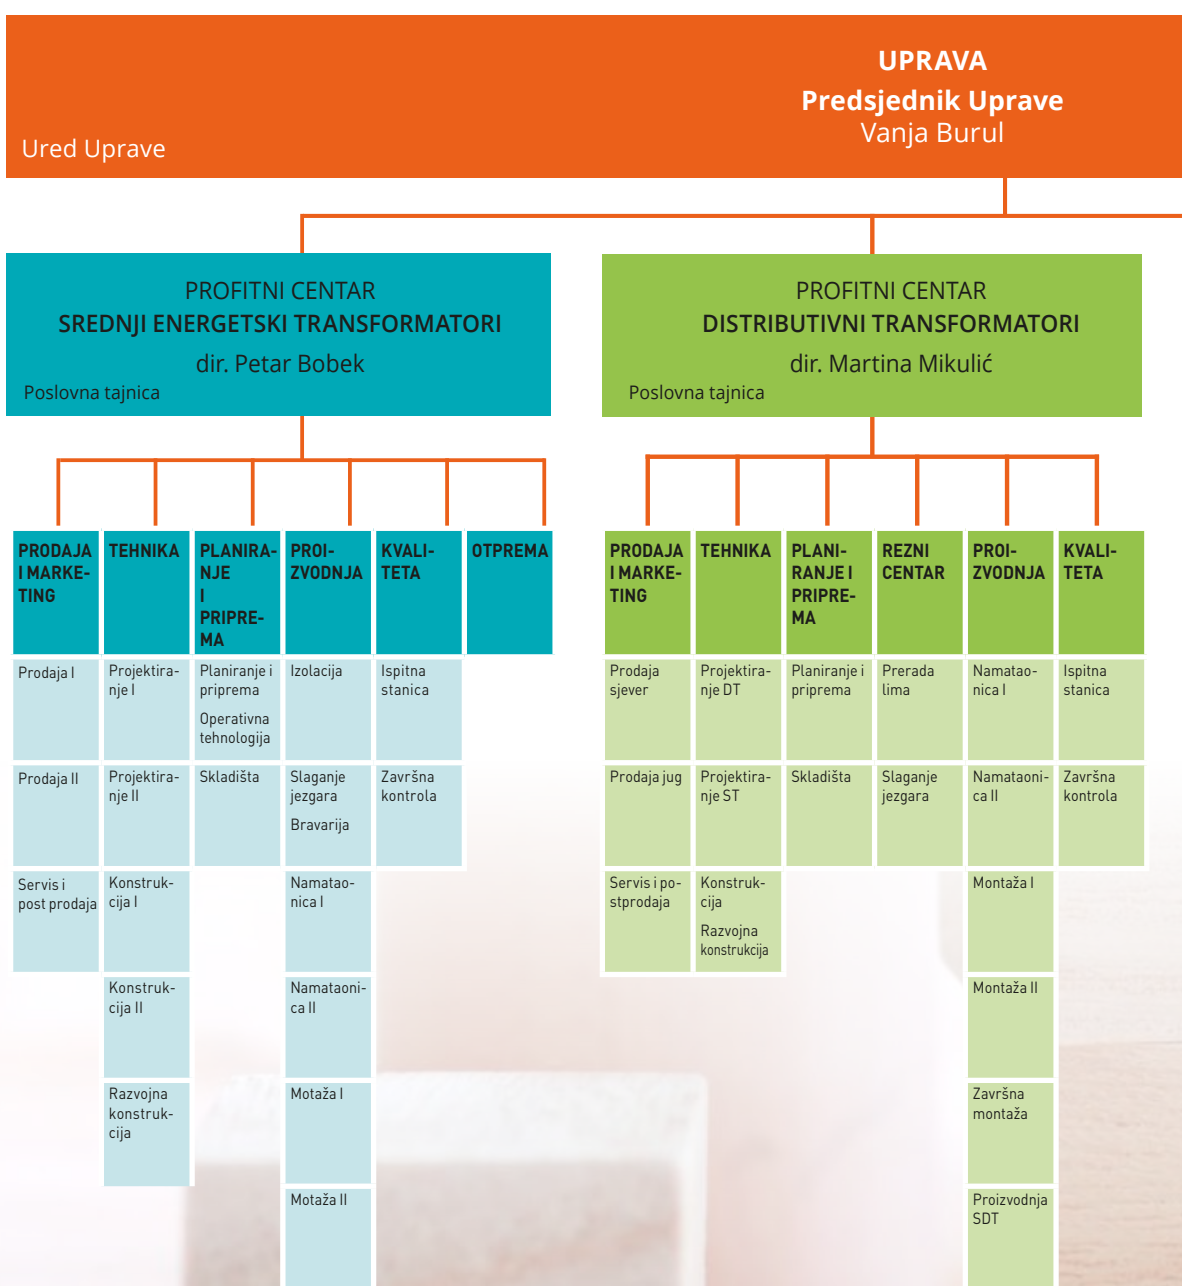 UPRAVA
Predsjednik Uprave
Vanja Burul
Ured Uprave
PROFITNI CENTAR
SREDNJI ENERGETSKI TRANSFORMATORI
dir. Petar Bobek
Poslovna tajnica
PROFITNI CENTAR
DISTRIBUTIVNI TRANSFORMATORI
dir. Martina Mikulić
Poslovna tajnica
PRODAJA
I MARKE-
TING
TEHNIKA
PLANIRA-
NJE
I
PRIPRE-
MA
PROI-
ZVODNJA
KVALI-
TETA
OTPREMA
Prodaja I
Projektira-
nje I
Planiranje i
priprema
Operativna
tehnologija
Izolacija
Ispitna
stanica
Prodaja II
Projektira-
nje II
Skladišta
Slaganje
jezgara
Bravarija
Završna
kontrola
Servis i
post prodaja
Konstruk-
cija I
Namatao-
nica I
Konstruk-
cija II
Namataoni-
ca II
Razvojna
konstruk-
cija
Motaža I
Motaža II
PRODAJA
I MARKE-
TING
TEHNIKA
PLANI-
RANJE I
PRIPRE-
MA
REZNI
CENTAR
PROI-
ZVODNJA
KVALI-
TETA
Prodaja
sjever
Projektira-
nje DT
Planiranje i
priprema
Prerada
lima
Namatao-
nica I
Ispitna
stanica
Prodaja jug
Projektira-
nje ST
Skladišta
Slaganje
jezgara
Namataoni-
ca II
Završna
kontrola
Servis i po-
stprodaja
Konstruk-
cija
Razvojna
konstrukcija
Montaža I
Montaža II
Završna
montaža
Proizvodnja
SDT